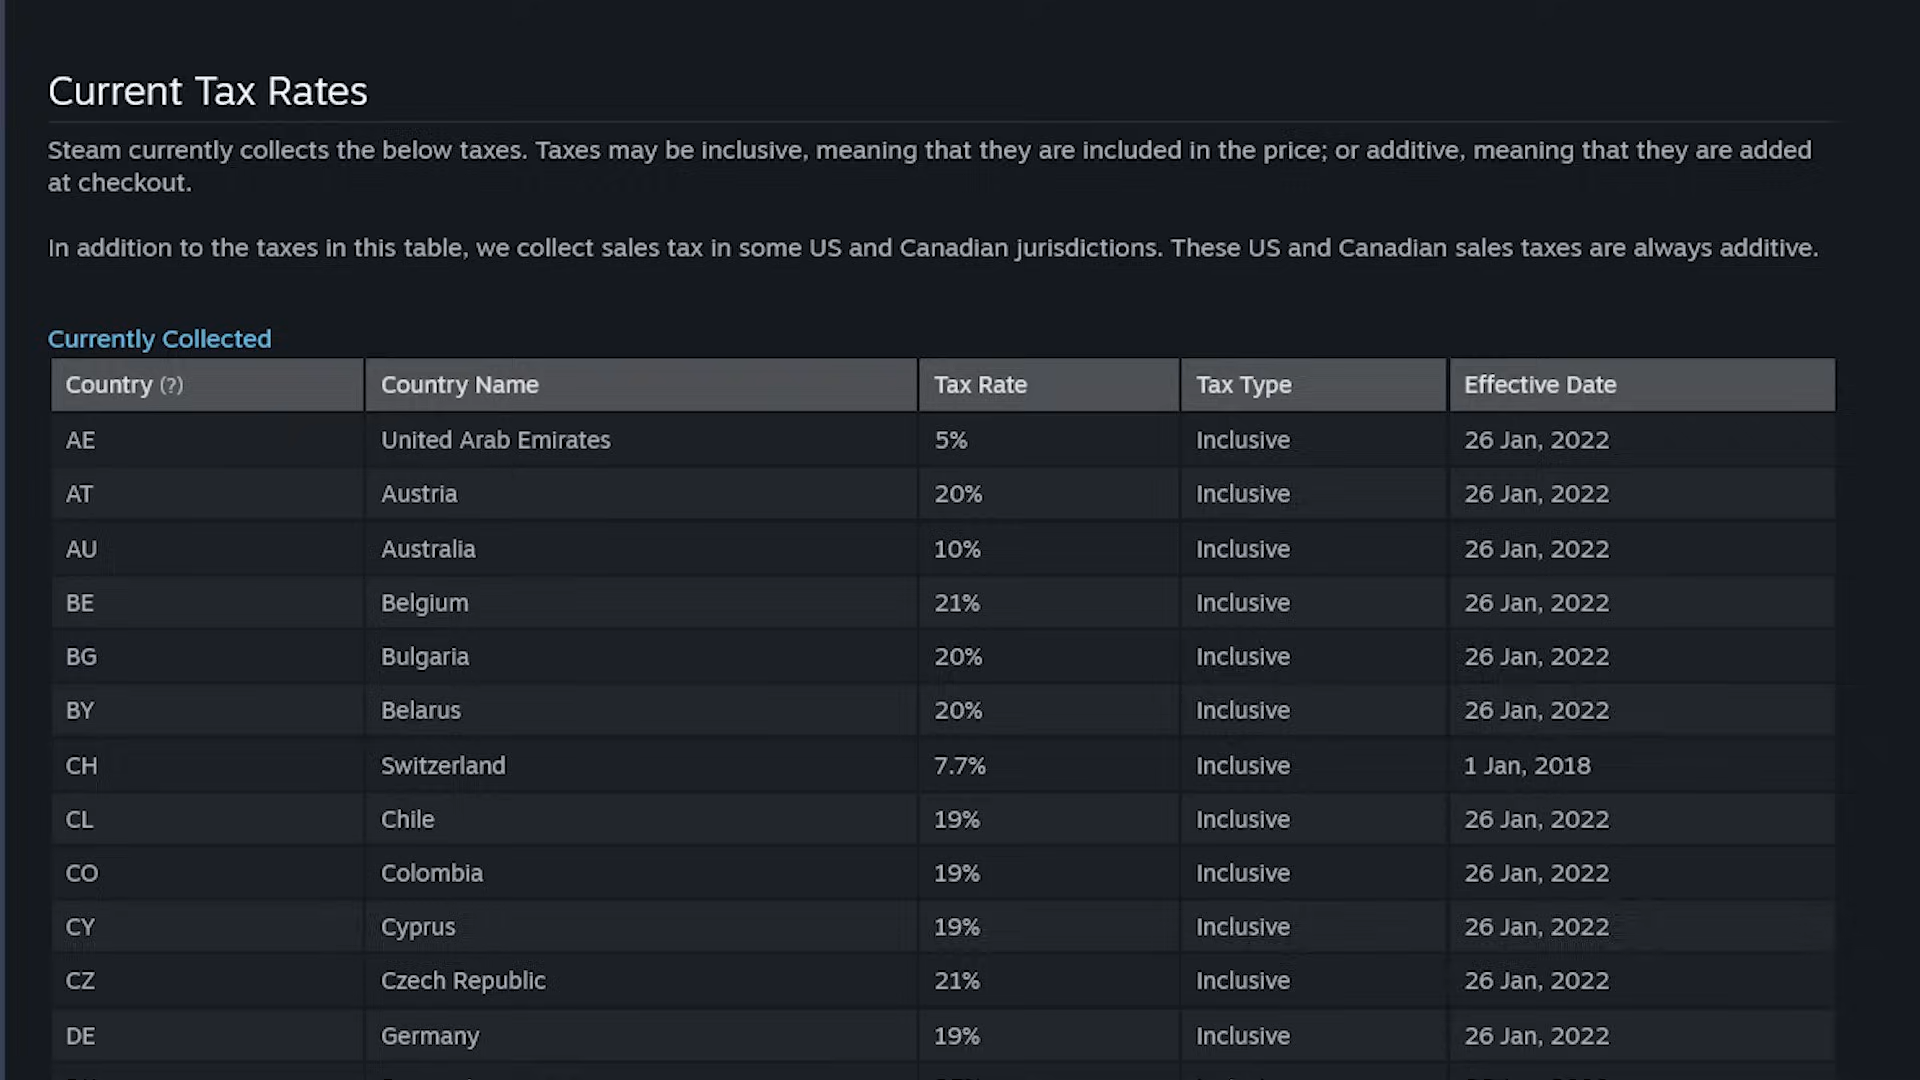 Current Tax Rates
Steam currently collects the below taxes. Taxes may be inclusive, meaning that they are included in the price; or additive, meaning that they are added
at checkout.
In addition to the taxes in this table, we collect sales tax in some US and Canadian jurisdictions. These US and Canadian sales taxes are always additive.
Currently Collected
Country (?) Country Name Tax Rate Tax Type Effective Date
AE United Arab Emirates 5% Inclusive 26 Jan, 2022
AT Austria 20% Inclusive 26 Jan, 2022
AU Australia 10% Inclusive 26 Jan, 2022
BE Belgium 21% Inclusive 26 Jan, 2022
BG Bulgaria 20% Inclusive 26 Jan, 2022
BY Belarus 20% Inclusive 26 Jan, 2022
CH Switzerland 7.7% Inclusive 1 Jan, 2018
CL Chile 19% Inclusive 26 Jan, 2022
CO Colombia 19% Inclusive 26 Jan, 2022
CY Cyprus 19% Inclusive 26 Jan, 2022
CZ Czech Republic 21% Inclusive 26 Jan, 2022
DE Germany 19% Inclusive 26 Jan, 2022